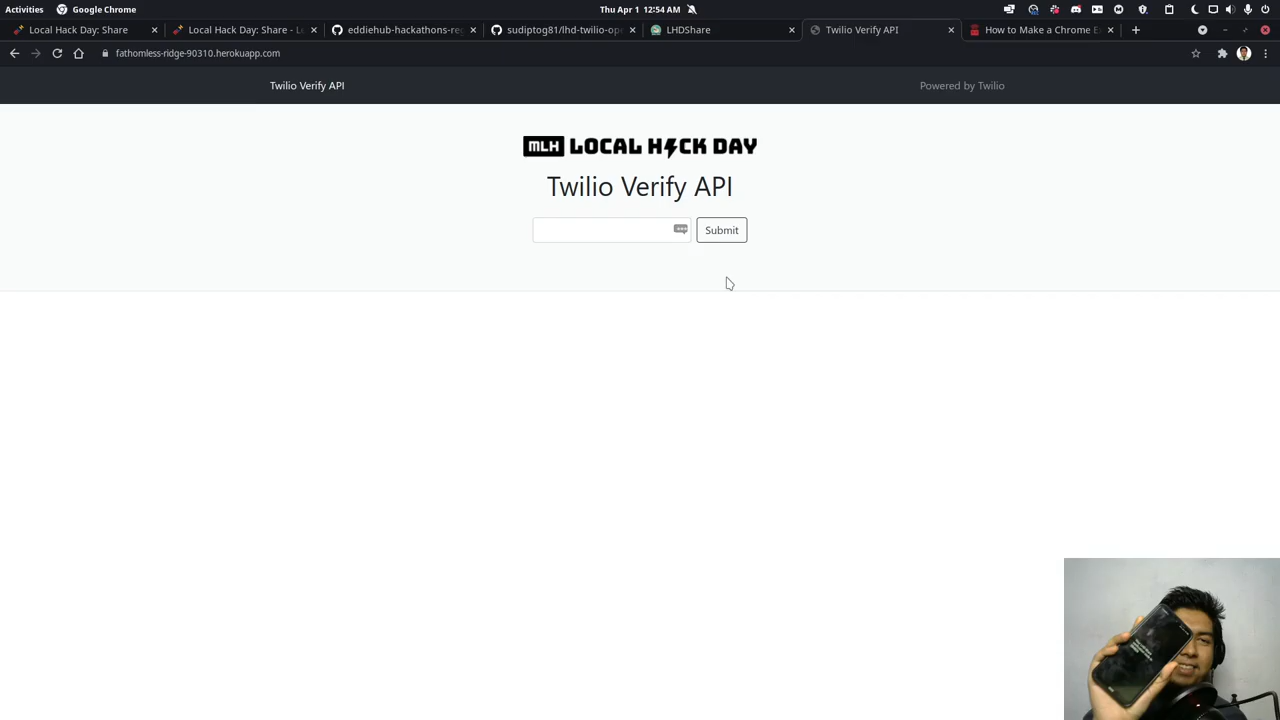 Activities
Google Chrome
Thu Apr 1 12:54 AM
Local Hack Day: Share
Local Hack Day: Share - Le
eddiehub-hackathons-re
sudiptog81/lhd-twilio-ope
LHDShare
Twilio Verify API
How to Make a Chrome E
fathomless-ridge-90310.herokuapp.com
Twilio Verify API
Powered by Twilio
MLH LOCAL HACK DAY
Twilio Verify API
Submit